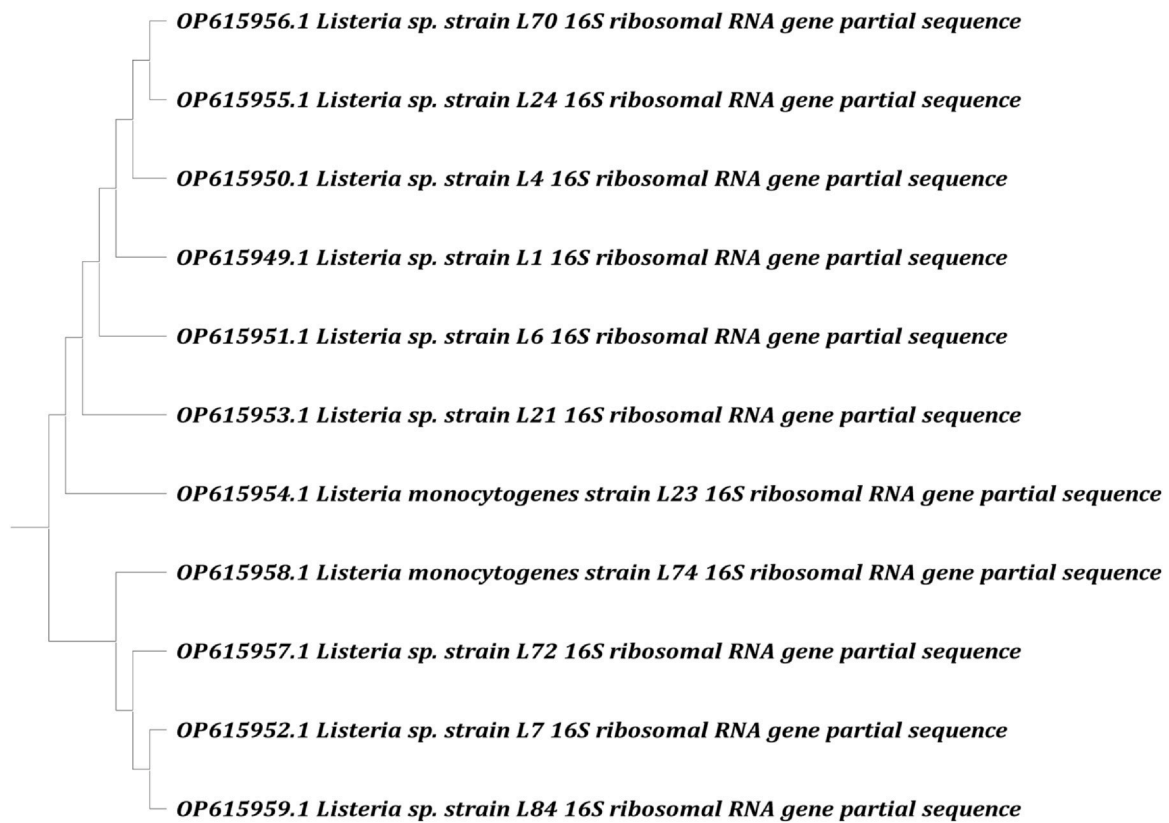 OP615956.1 Listeria sp. strain L70 16S ribosomal RNA gene partial sequence
OP615955.1 Listeria sp. strain L24 16S ribosomal RNA gene partial sequence
OP615950.1 Listeria sp. strain L4 16S ribosomal RNA gene partial sequence
OP615949.1 Listeria sp. strain L1 16S ribosomal RNA gene partial sequence
OP615951.1 Listeria sp. strain L6 16S ribosomal RNA gene partial sequence
OP615953.1 Listeria sp. strain L21 16S ribosomal RNA gene partial sequence
OP615954.1 Listeria monocytogenes strain L23 16S ribosomal RNA gene partial sequence
OP615958.1 Listeria monocytogenes strain L74 16S ribosomal RNA gene partial sequence
OP615957.1 Listeria sp. strain L72 16S ribosomal RNA gene partial sequence
OP615952.1 Listeria sp. strain L7 16S ribosomal RNA gene partial sequence
OP615959.1 Listeria sp. strain L84 16S ribosomal RNA gene partial sequence